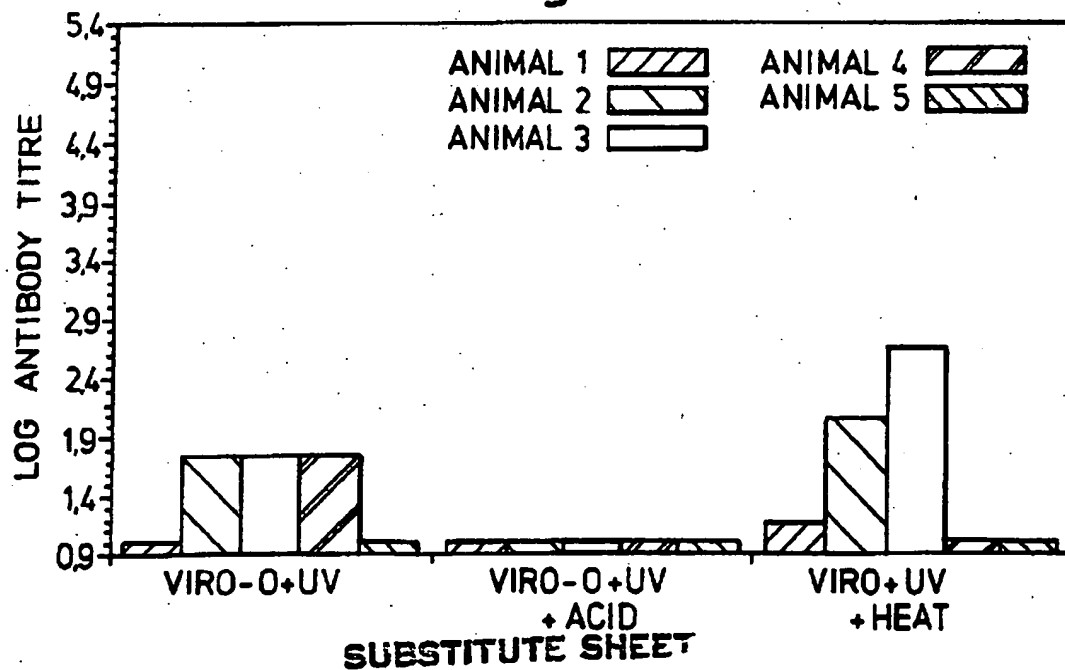 5,4
4,9
4,4
3,9
3,4
2,9
2,4
1,9
1,4
0,9
LOG ANTIBODY TITRE
ANIMAL 1
ANIMAL 2
ANIMAL 3
ANIMAL 4
ANIMAL 5
VIRO-O+UV
VIRO-O+UV
+ ACID
VIRO+UV
+HEAT
SUBSTITUTE SHEET